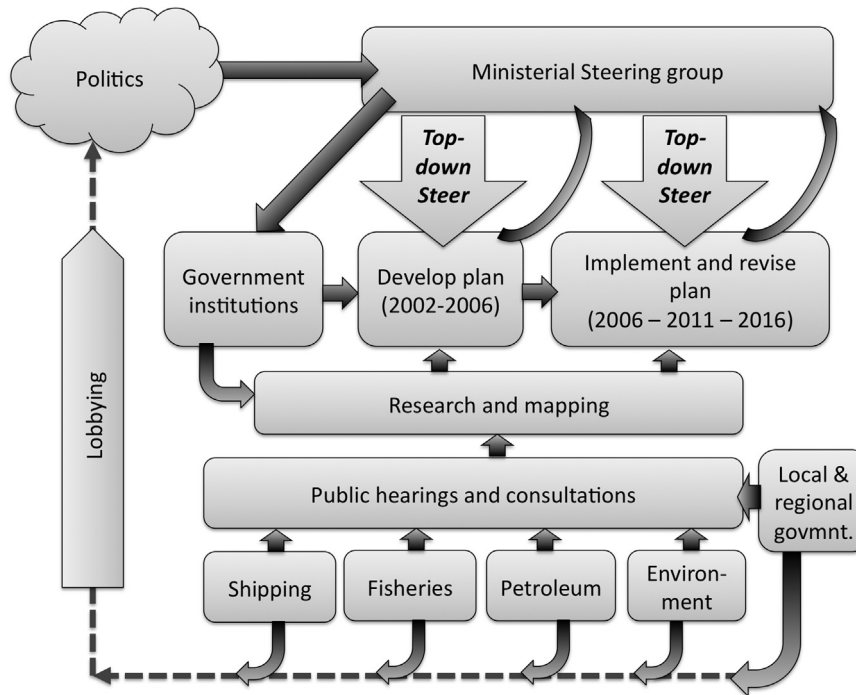 Politics
Ministerial Steering group
Top-
down
Steer
Top-
down
Steer
Government
institutions
Develop plan
(2002-2006)
Implement and revise
plan
(2006 – 2011 – 2016)
Lobbying
Research and mapping
Public hearings and consultations
Local &
regional
govmnt.
Shipping
Fisheries
Petroleum
Environ-
ment